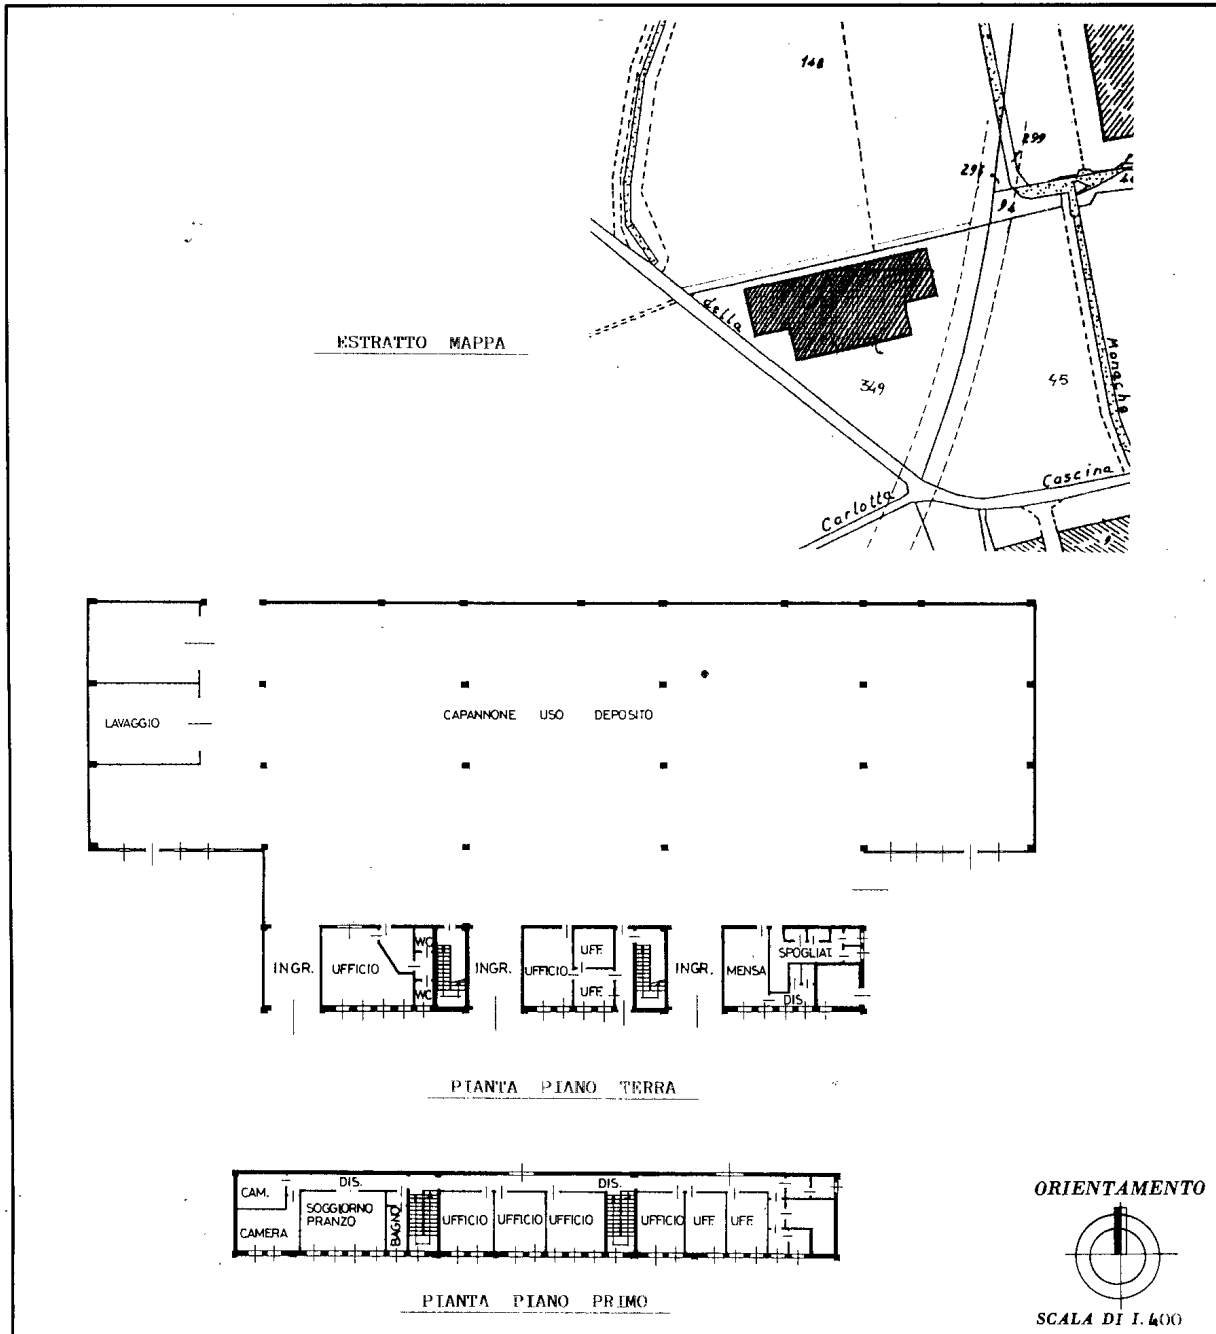 148
299
94
ESTRATTO MAPPA
della
349
45
Monache
Cascina
Carlotta
LAVAGGIO
CAPANNONE USO DEPOSITO
INGR.
UFFICIO
WC
WC
INGR.
UFFICIO
UFF.
UFF.
INGR.
MENSA
SPOGLIAT.
DIS.
PIANTA PIANO TERRA
CAM.
CAMERA
DIS.
SOGGIORNO
PRANZO
BAGNO
UFFICIO
UFFICIO
UFFICIO
DIS.
UFFICIO
UFF.
UFF.
PIANTA PIANO PRIMO
ORIENTAMENTO
SCALA DI 1.400